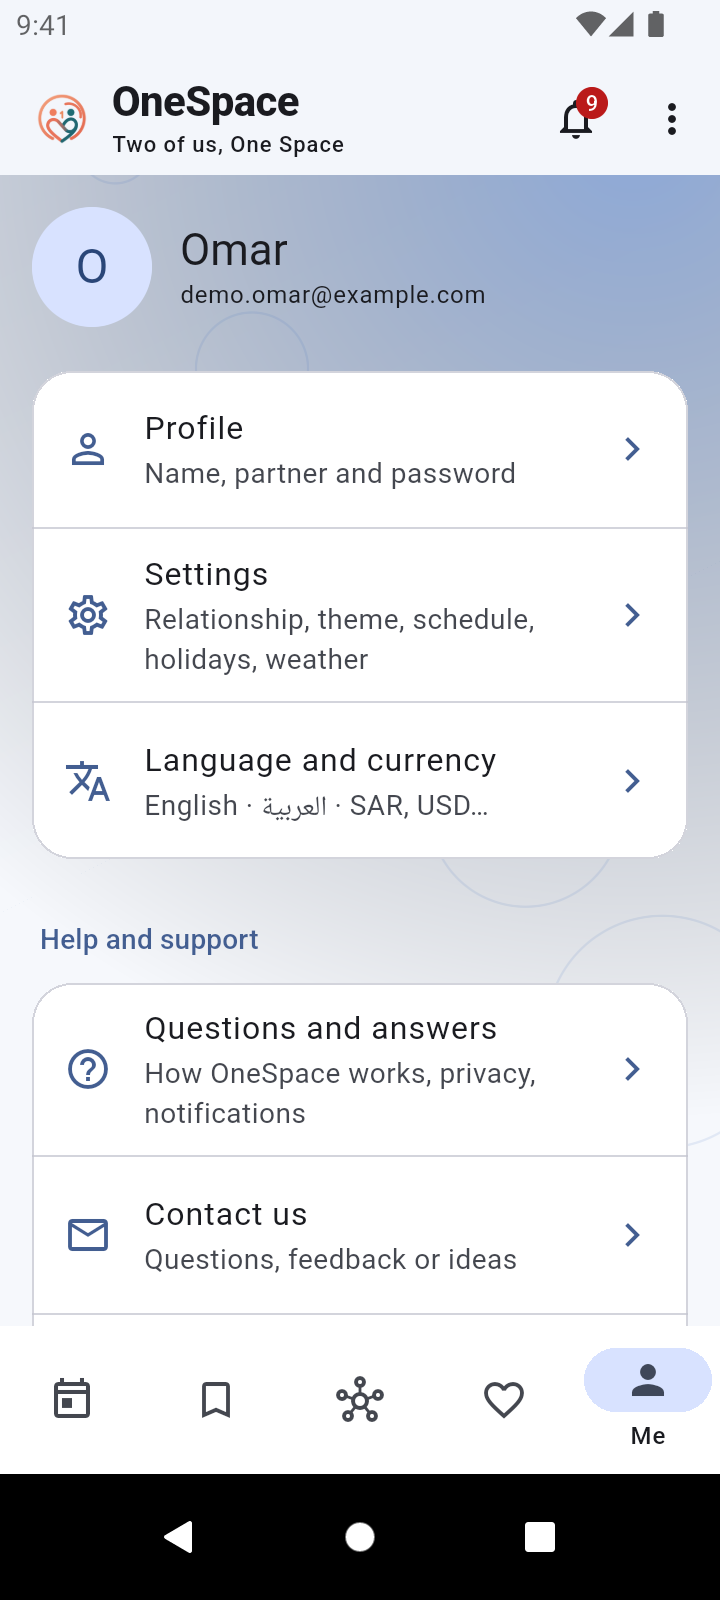 9:41
OneSpace
Two of us, One Space
9
O
Omar
demo.omar@example.com
Profile
Name, partner and password
Settings
Relationship, theme, schedule,
holidays, weather
Language and currency
English · العربية · SAR, USD…
Help and support
Questions and answers
How OneSpace works, privacy,
notifications
Contact us
Questions, feedback or ideas
Me